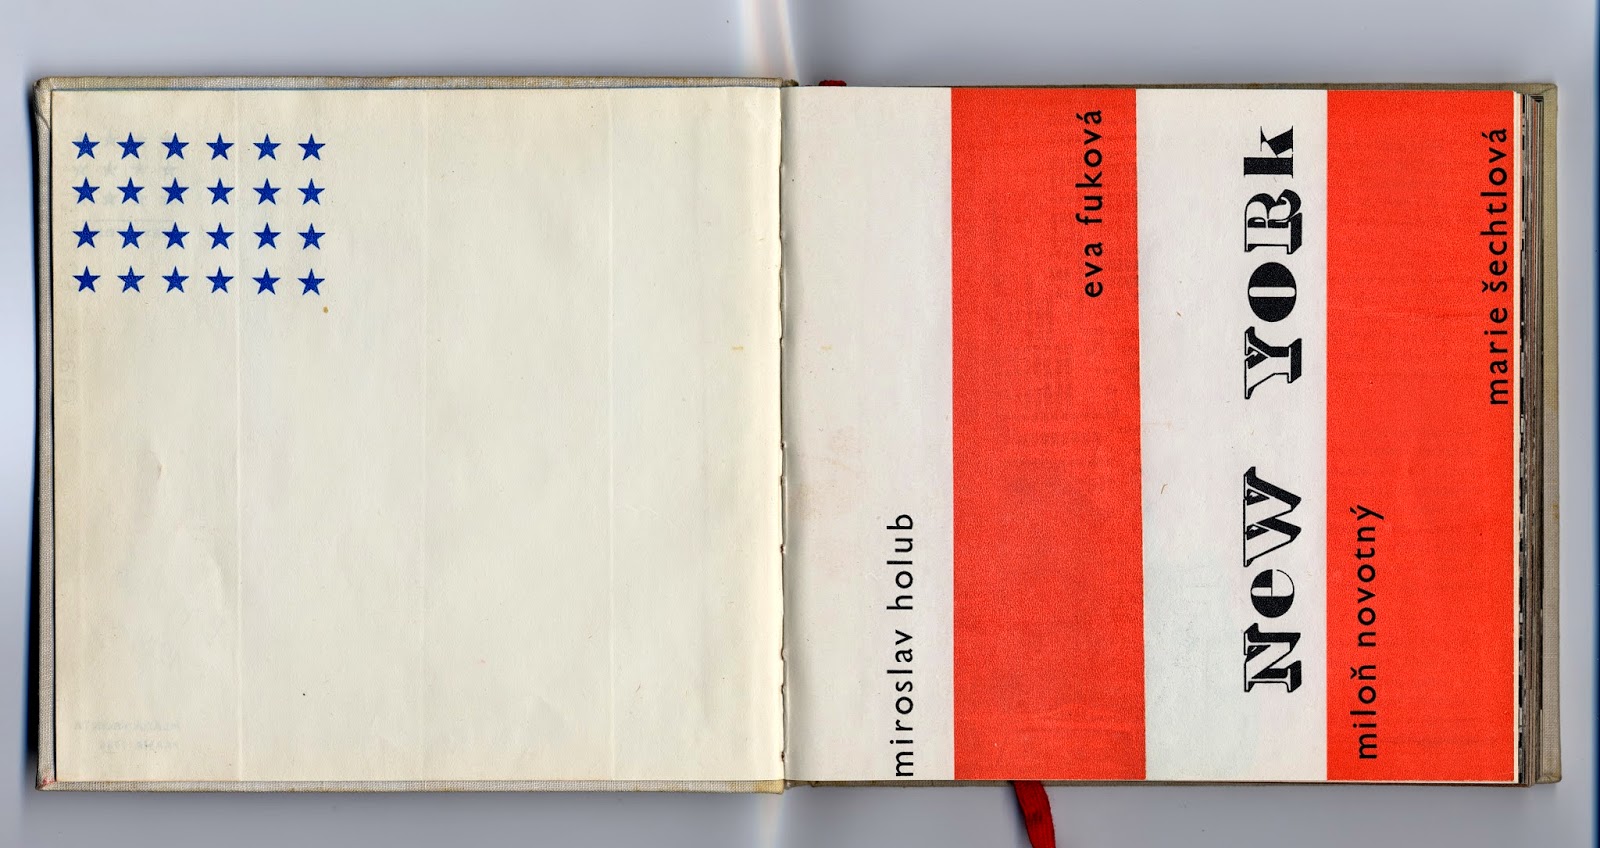 miroslav holub
eva fuková
NeW YORk
miloň novotný
marie šechtlová